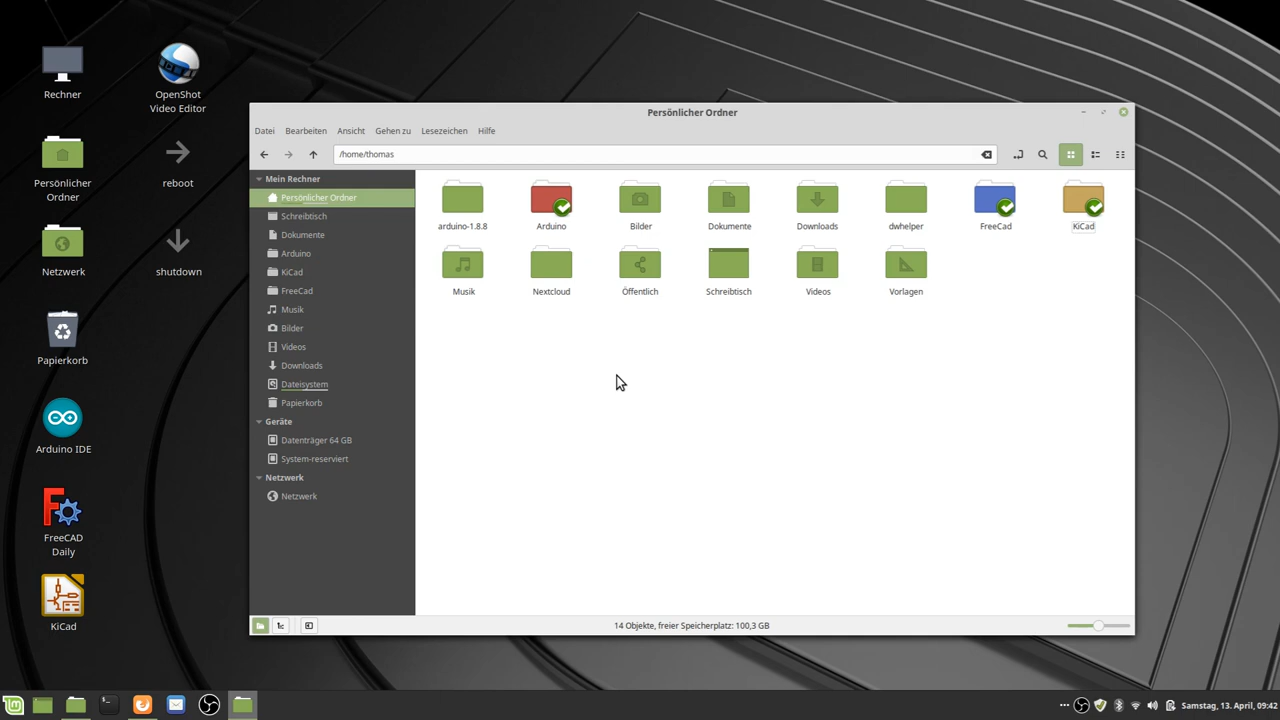 Rechner
OpenShot
Video Editor
Persönlicher
Ordner
reboot
Netzwerk
shutdown
Papierkorb
Arduino IDE
FreeCAD
Daily
KiCad
Persönlicher Ordner
Datei Bearbeiten Ansicht Gehen zu Lesezeichen Hilfe
/home/thomas
Mein Rechner
Persönlicher Ordner
Schreibtisch
Dokumente
Arduino
KiCad
FreeCad
Musik
Bilder
Videos
Downloads
Dateisystem
Papierkorb
Geräte
Datenträger 64 GB
System-reserviert
Netzwerk
Netzwerk
arduino-1.8.8 Arduino Bilder Dokumente Downloads dwhelper FreeCad KiCad
Musik Nextcloud Öffentlich Schreibtisch Videos Vorlagen
14 Objekte, freier Speicherplatz: 100,3 GB
Samstag, 13. April, 09:42